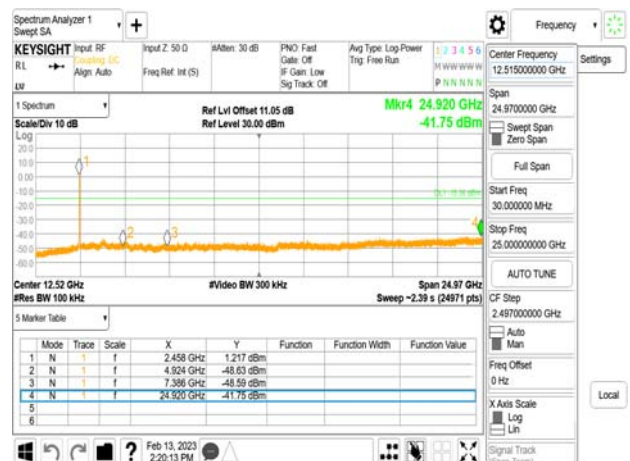 Spectrum Analyzer 1
Swept SA
+
Frequency
KEYSIGHT
RL
Input: RF
Coupling: DC
Align: Auto
Input Z: 50 Ω
Freq Ref: Int (S)
#Atten: 30 dB
PNO: Fast
Gate: Off
IF Gain: Low
Sig Track: Off
Avg Type: Log-Power
Trig: Free Run
1 2 3 4 5 6
M W W W W W
P N N N N N
Center Frequency
12.515000000 GHz
Settings
Span
24.9700000 GHz
Swept Span
Zero Span
Full Span
Start Freq
30.000000 MHz
Stop Freq
25.000000000 GHz
AUTO TUNE
CF Step
2.497000000 GHz
Auto
Man
Freq Offset
0 Hz
X Axis Scale
Log
Lin
Signal Track
Local
1 Spectrum
Scale/Div 10 dB
Ref Lvl Offset 11.05 dB
Ref Level 30.00 dBm
Mkr4 24.920 GHz
-41.75 dBm
Log
20.0
10.0
0.00
-10.0
-20.0
-30.0
-40.0
-50.0
-60.0
1
2
3
4
Center 12.52 GHz
#Res BW 100 kHz
#Video BW 300 kHz
Span 24.97 GHz
Sweep ~2.39 s (24971 pts)
5 Marker Table
Mode Trace Scale X Y Function Function Width Function Value
1 N 1 f 2.458 GHz 1.217 dBm
2 N 1 f 4.924 GHz -48.63 dBm
3 N 1 f 7.386 GHz -48.59 dBm
4 N 1 f 24.920 GHz -41.75 dBm
5
6
?
Feb 13, 2023
2:20:13 PM